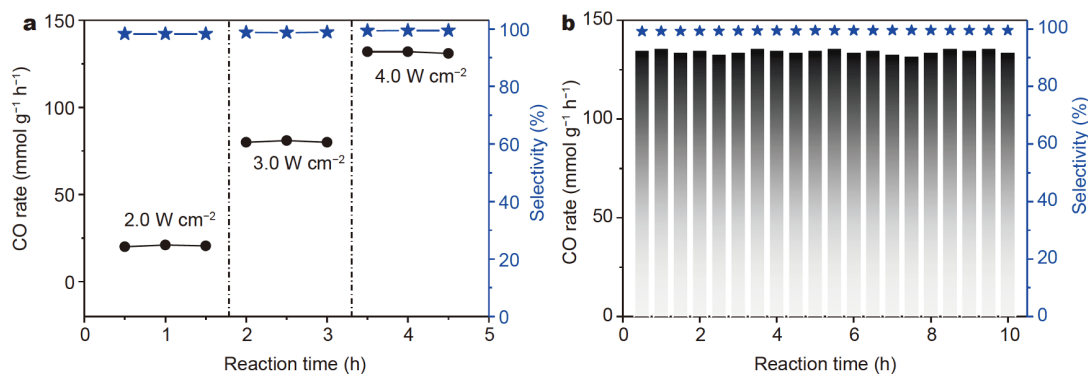 a
150
100
50
0
CO rate (mmol g⁻¹ h⁻¹)
2.0 W cm⁻²
3.0 W cm⁻²
4.0 W cm⁻²
100
80
60
40
20
0
Selectivity (%)
0 1 2 3 4 5
Reaction time (h)
b
150
100
50
0
CO rate (mmol g⁻¹ h⁻¹)
100
80
60
40
20
0
Selectivity (%)
0 2 4 6 8 10
Reaction time (h)